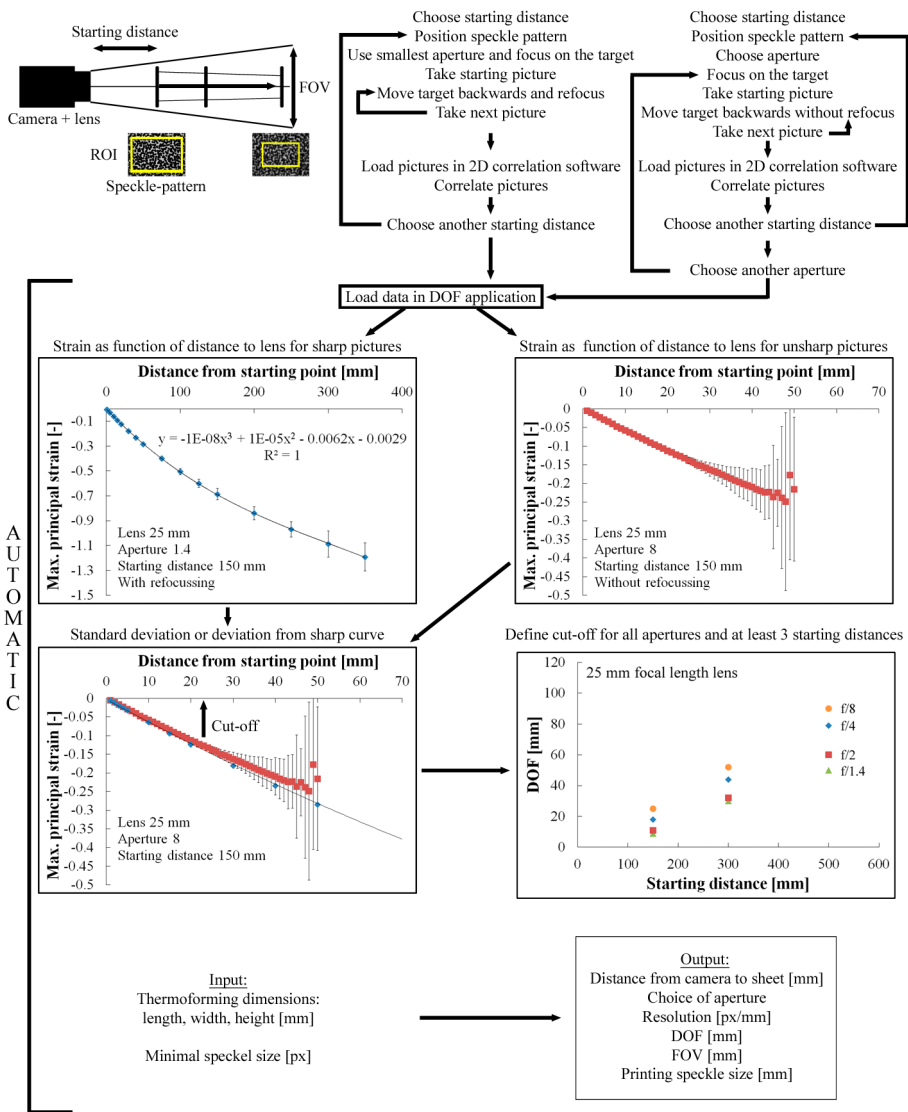 Starting distance
FOV
Camera + lens
ROI
Speckle-pattern
Choose starting distance
Position speckle pattern
Use smallest aperture and focus on the target
Take starting picture
Move target backwards and refocus
Take next picture
Load pictures in 2D correlation software
Correlate pictures
Choose another starting distance
Choose starting distance
Position speckle pattern
Choose aperture
Focus on the target
Take starting picture
Move target backwards without refocus
Take next picture
Load pictures in 2D correlation software
Correlate pictures
Choose another starting distance
Choose another aperture
Load data in DOF application
AUTOMATIC
Strain as function of distance to lens for sharp pictures
Distance from starting point [mm]
0 100 200 300 400
Max. principal strain [-]
-0.1
-0.3
-0.5
-0.7
-0.9
-1.1
-1.3
-1.5
y = -1E-08x³ + 1E-05x² - 0.0062x - 0.0029
R² = 1
Lens 25 mm
Aperture 1.4
Starting distance 150 mm
With refocussing
Strain as function of distance to lens for unsharp pictures
Distance from starting point [mm]
0 10 20 30 40 50 60 70
Max. principal strain [-]
0
-0.05
-0.1
-0.15
-0.2
-0.25
-0.3
-0.35
-0.4
-0.45
-0.5
Lens 25 mm
Aperture 8
Starting distance 150 mm
Without refocussing
Standard deviation or deviation from sharp curve
Distance from starting point [mm]
0 10 20 30 40 50 60 70
Max. principal strain [-]
0
-0.05
-0.1
-0.15
-0.2
-0.25
-0.3
-0.35
-0.4
-0.45
-0.5
Cut-off
Lens 25 mm
Aperture 8
Starting distance 150 mm
Define cut-off for all apertures and at least 3 starting distances
25 mm focal length lens
DOF [mm]
120
100
80
60
40
20
0
0 100 200 300 400 500 600
Starting distance [mm]
f/8
f/4
f/2
f/1.4
Input:
Thermoforming dimensions:
length, width, height [mm]
Minimal speckel size [px]
Output:
Distance from camera to sheet [mm]
Choice of aperture
Resolution [px/mm]
DOF [mm]
FOV [mm]
Printing speckle size [mm]